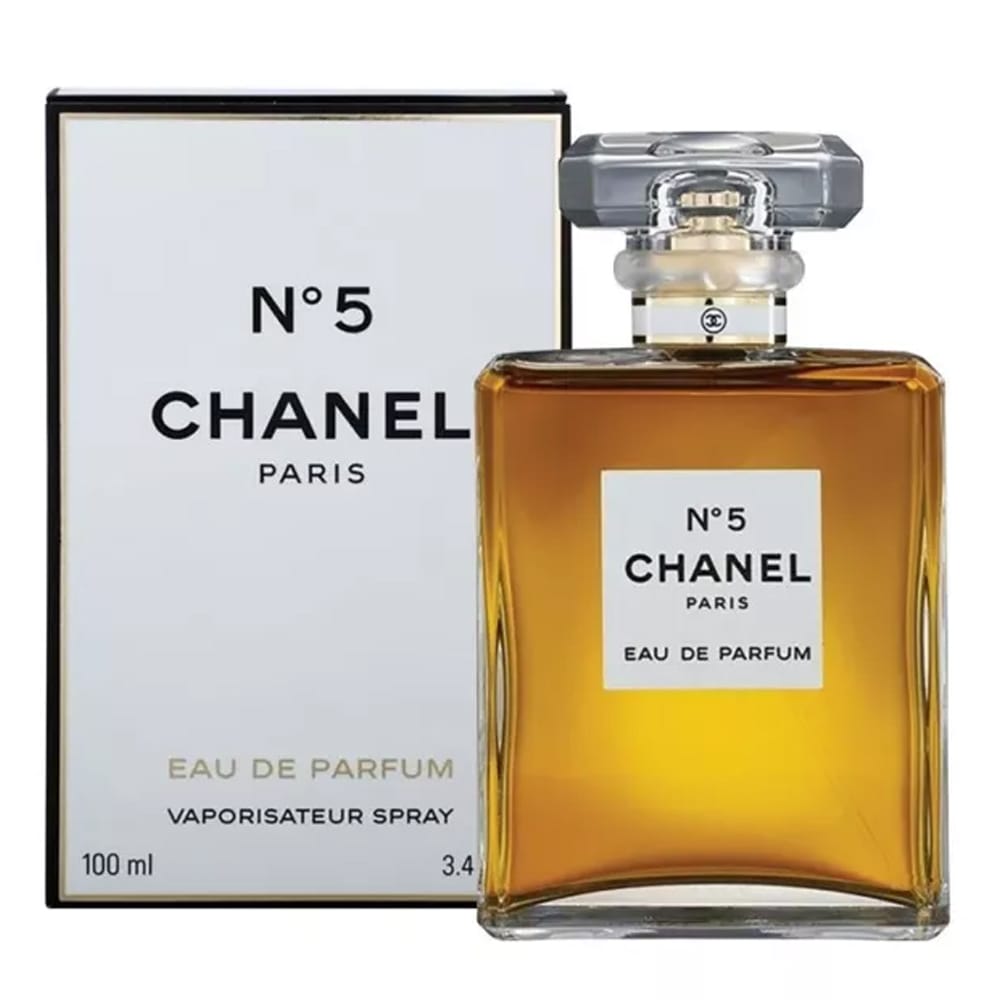 N°5
CHANEL
PARIS
EAU DE PARFUM
VAPORISATEUR SPRAY
100 ml 3.4
N°5
CHANEL
PARIS
EAU DE PARFUM